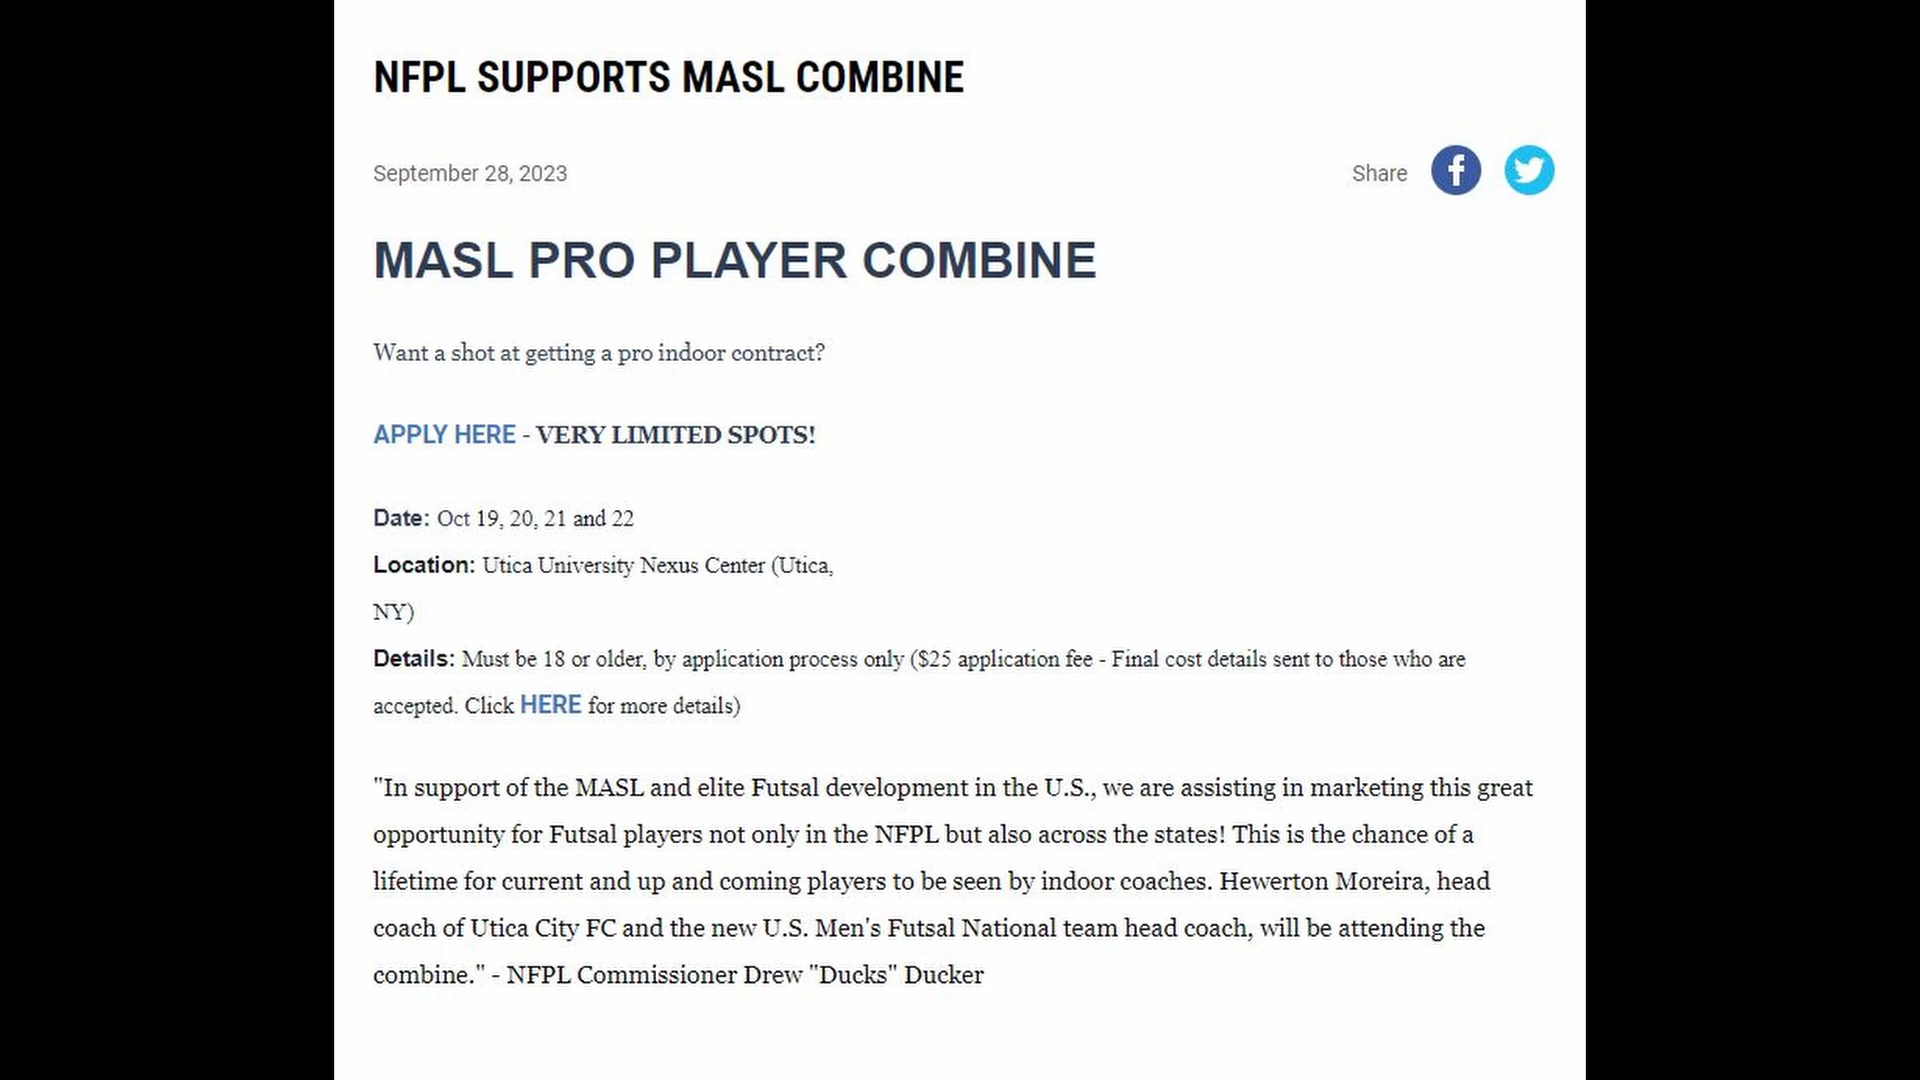 NFPL SUPPORTS MASL COMBINE
September 28, 2023
Share
MASL PRO PLAYER COMBINE
Want a shot at getting a pro indoor contract?
APPLY HERE - VERY LIMITED SPOTS!
Date: Oct 19, 20, 21 and 22
Location: Utica University Nexus Center (Utica,
NY)
Details: Must be 18 or older, by application process only ($25 application fee - Final cost details sent to those who are
accepted. Click HERE for more details)
"In support of the MASL and elite Futsal development in the U.S., we are assisting in marketing this great
opportunity for Futsal players not only in the NFPL but also across the states! This is the chance of a
lifetime for current and up and coming players to be seen by indoor coaches. Hewerton Moreira, head
coach of Utica City FC and the new U.S. Men's Futsal National team head coach, will be attending the
combine." - NFPL Commissioner Drew "Ducks" Ducker